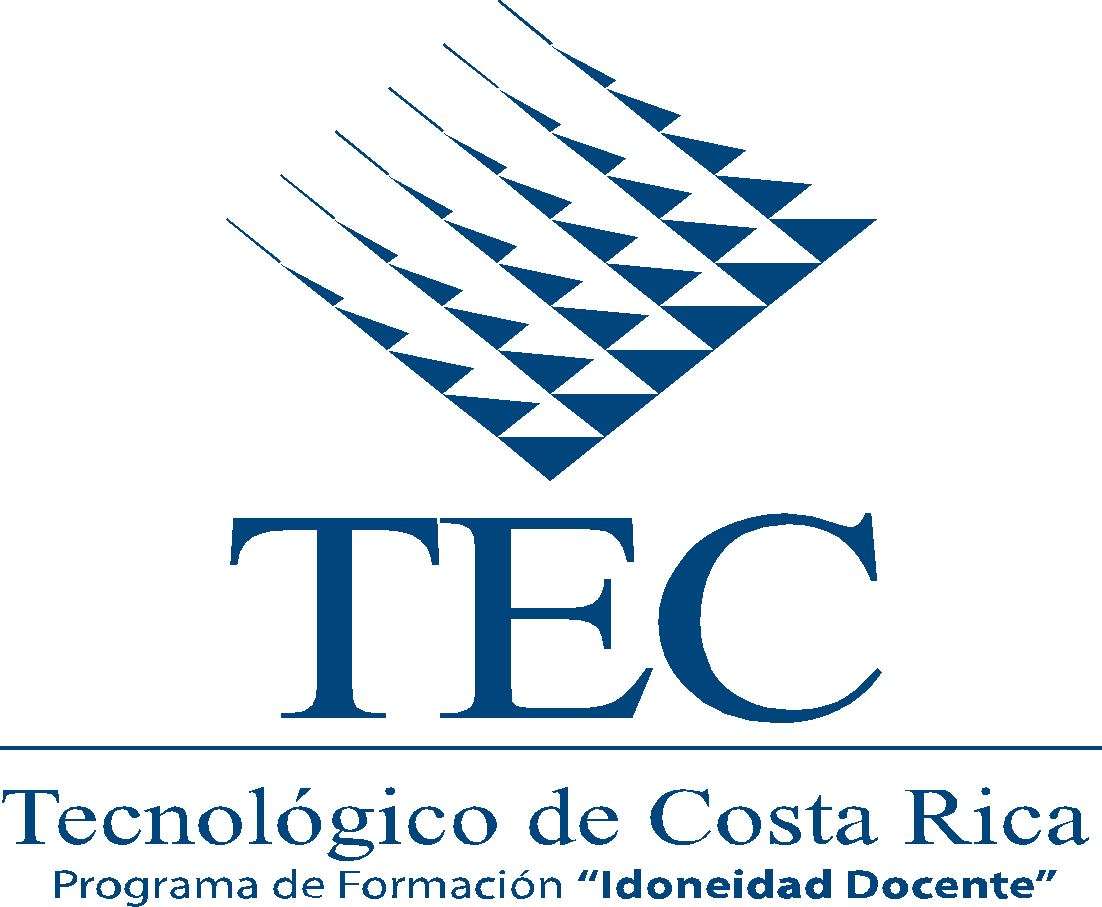 TEC
Tecnológico de Costa Rica
Programa de Formación “Idoneidad Docente”